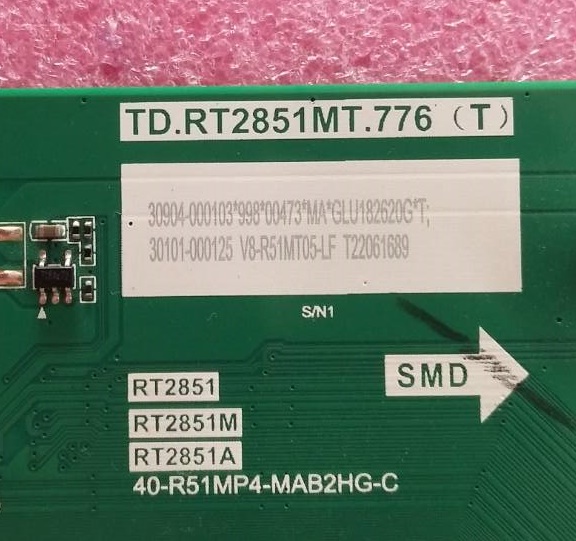 TD.RT2851MT.776（T）
30904-000103*998*00473*MA*GLU182620G*T;
30101-000125 V8-R51MT05-LF T22061689
S/N1
SMD
RT2851
RT2851M
RT2851A
40-R51MP4-MAB2HG-C